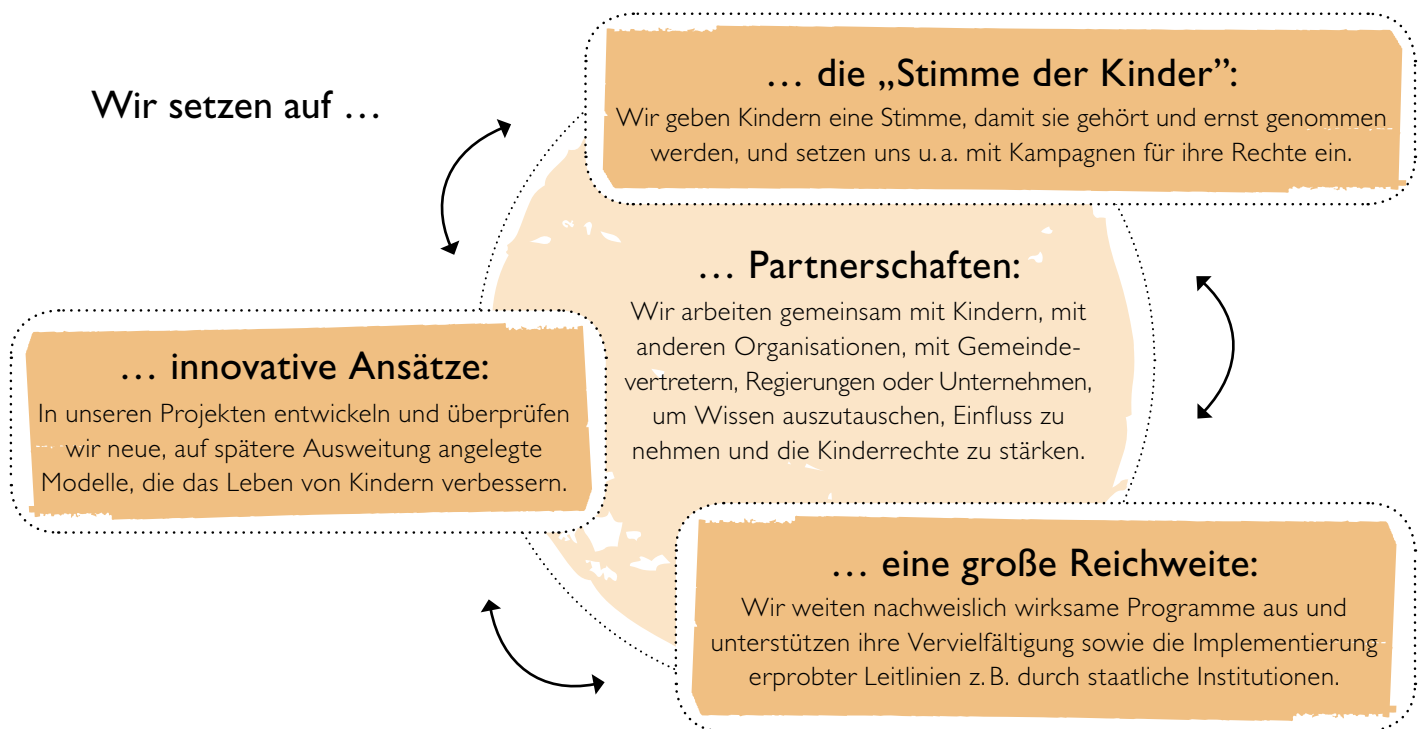 Wir setzen auf …
… die „Stimme der Kinder”:
Wir geben Kindern eine Stimme, damit sie gehört und ernst genommen
werden, und setzen uns u. a. mit Kampagnen für ihre Rechte ein.
… Partnerschaften:
Wir arbeiten gemeinsam mit Kindern, mit
anderen Organisationen, mit Gemeinde-
vertretern, Regierungen oder Unternehmen,
um Wissen auszutauschen, Einfluss zu
nehmen und die Kinderrechte zu stärken.
… innovative Ansätze:
In unseren Projekten entwickeln und überprüfen
wir neue, auf spätere Ausweitung angelegte
Modelle, die das Leben von Kindern verbessern.
… eine große Reichweite:
Wir weiten nachweislich wirksame Programme aus und
unterstützen ihre Vervielfältigung sowie die Implementierung
erprobter Leitlinien z. B. durch staatliche Institutionen.